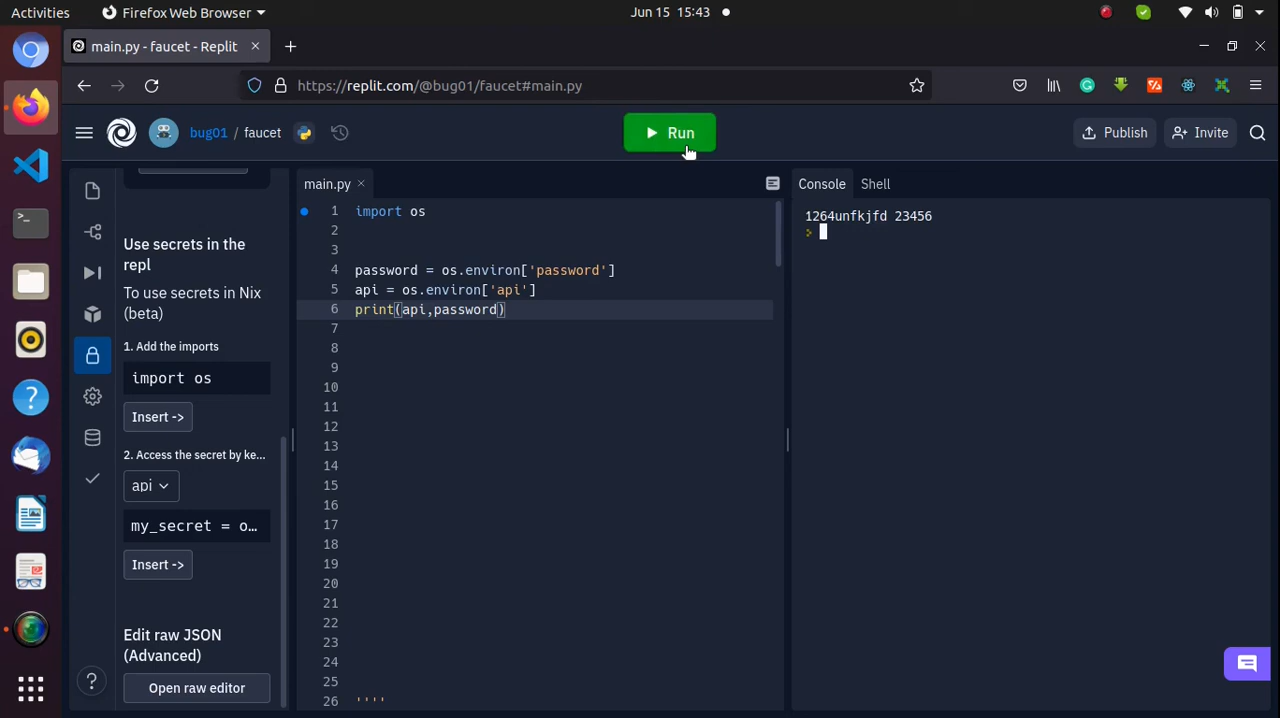 Activities
Firefox Web Browser
Jun 15 15:43
main.py - faucet - Replit
https://replit.com/@bug01/faucet#main.py
bug01 / faucet
Run
Publish
Invite
Use secrets in the
repl
To use secrets in Nix
(beta)
1. Add the imports
import os
Insert ->
2. Access the secret by ke...
api
my_secret = o...
Insert ->
Edit raw JSON
(Advanced)
Open raw editor
main.py
1 import os
2
3
4 password = os.environ['password']
5 api = os.environ['api']
6 print(api,password)
7
8
9
10
11
12
13
14
15
16
17
18
19
20
21
22
23
24
25
26 ''''
Console
Shell
1264unfkjfd 23456
>